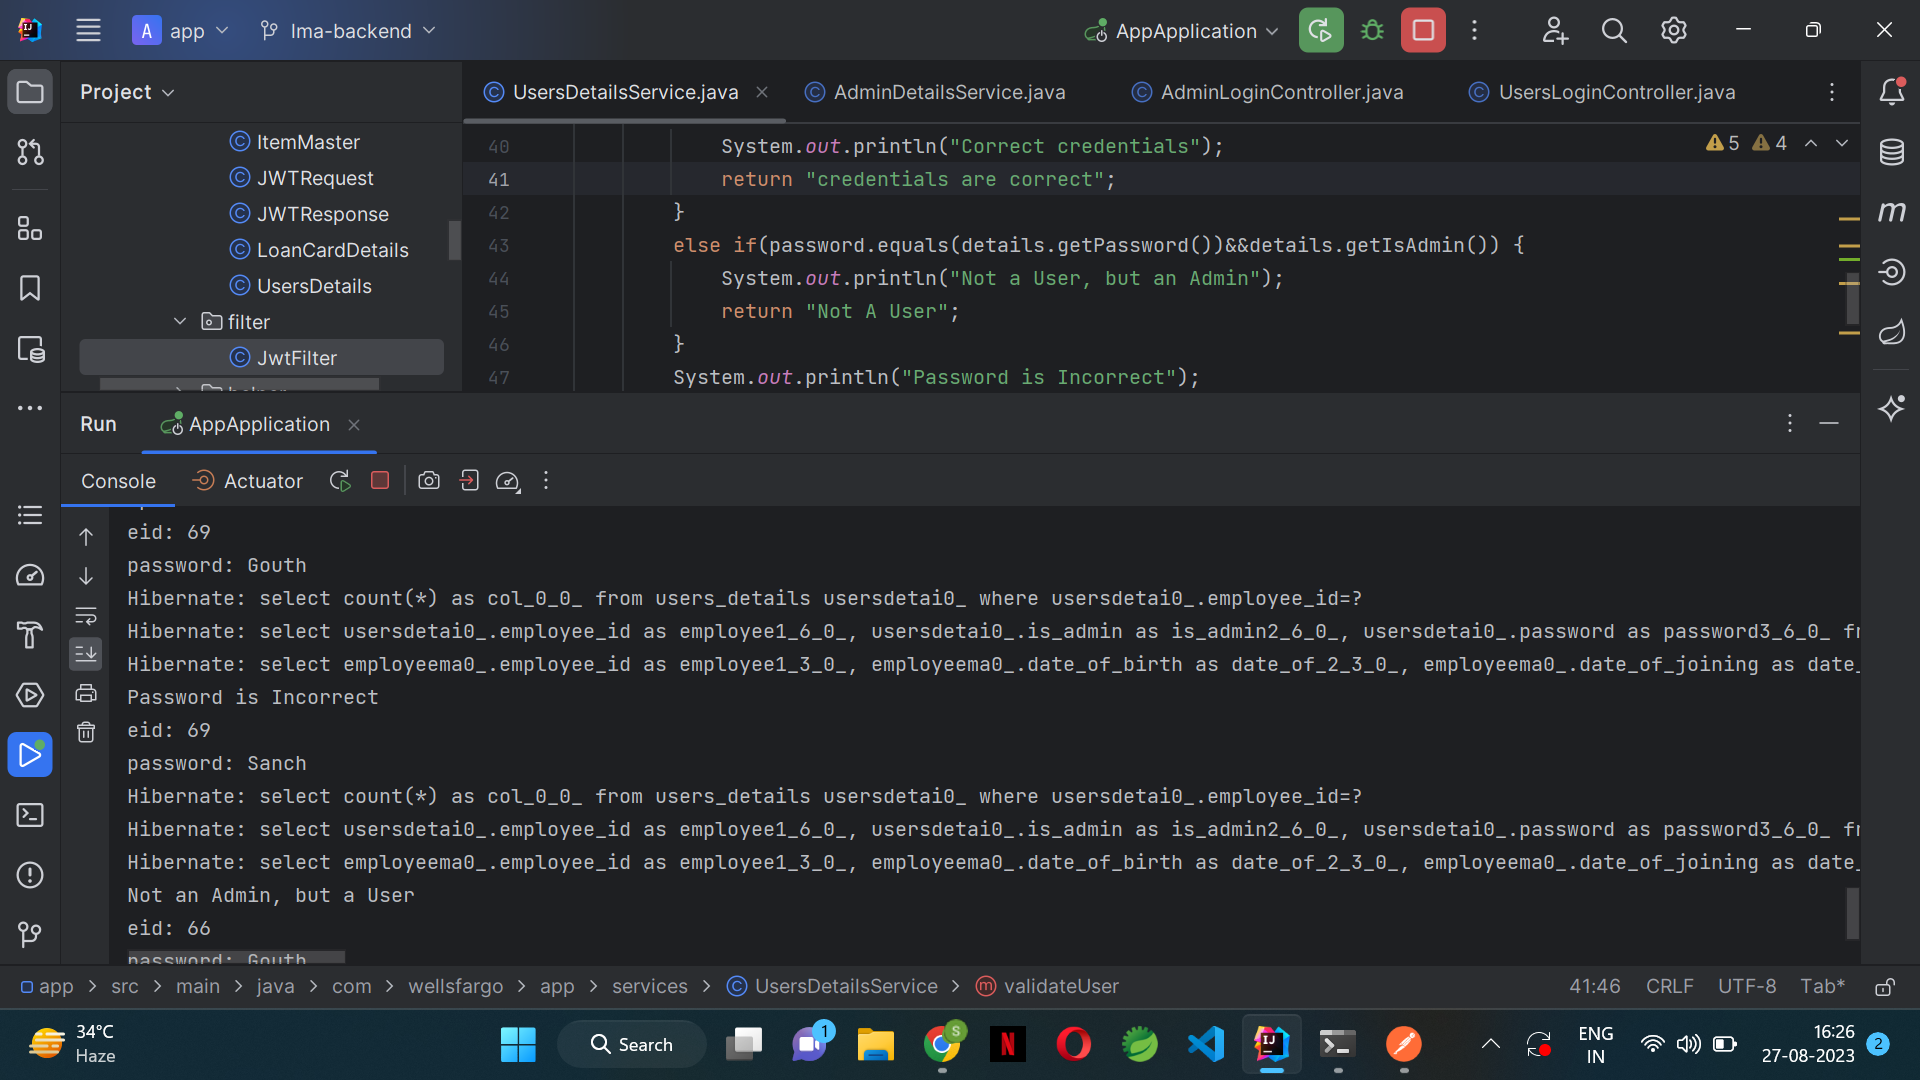 A app lma-backend AppApplication
Project
UsersDetailsService.java AdminDetailsService.java AdminLoginController.java UsersLoginController.java
ItemMaster
JWTRequest
JWTResponse
LoanCardDetails
UsersDetails
filter
JwtFilter
5 4
40 System.out.println("Correct credentials");
41 return "credentials are correct";
42 }
43 else if(password.equals(details.getPassword())&&details.getIsAdmin()) {
44 System.out.println("Not a User, but an Admin");
45 return "Not A User";
46 }
47 System.out.println("Password is Incorrect");
Run AppApplication
Console Actuator
eid: 69
password: Gouth
Hibernate: select count(*) as col_0_0_ from users_details usersdetai0_ where usersdetai0_.employee_id=?
Hibernate: select usersdetai0_.employee_id as employee1_6_0_, usersdetai0_.is_admin as is_admin2_6_0_, usersdetai0_.password as password3_6_0_
Hibernate: select employeema0_.employee_id as employee1_3_0_, employeema0_.date_of_birth as date_of_2_3_0_, employeema0_.date_of_joining as date_
Password is Incorrect
eid: 69
password: Sanch
Hibernate: select count(*) as col_0_0_ from users_details usersdetai0_ where usersdetai0_.employee_id=?
Hibernate: select usersdetai0_.employee_id as employee1_6_0_, usersdetai0_.is_admin as is_admin2_6_0_, usersdetai0_.password as password3_6_0_
Hibernate: select employeema0_.employee_id as employee1_3_0_, employeema0_.date_of_birth as date_of_2_3_0_, employeema0_.date_of_joining as date_
Not an Admin, but a User
eid: 66
password: Gouth
app > src > main > java > com > wellsfargo > app > services > UsersDetailsService > validateUser
41:46 CRLF UTF-8 Tab*
34°C
Haze
Search
1
S
N
ENG
IN
16:26
27-08-2023
2